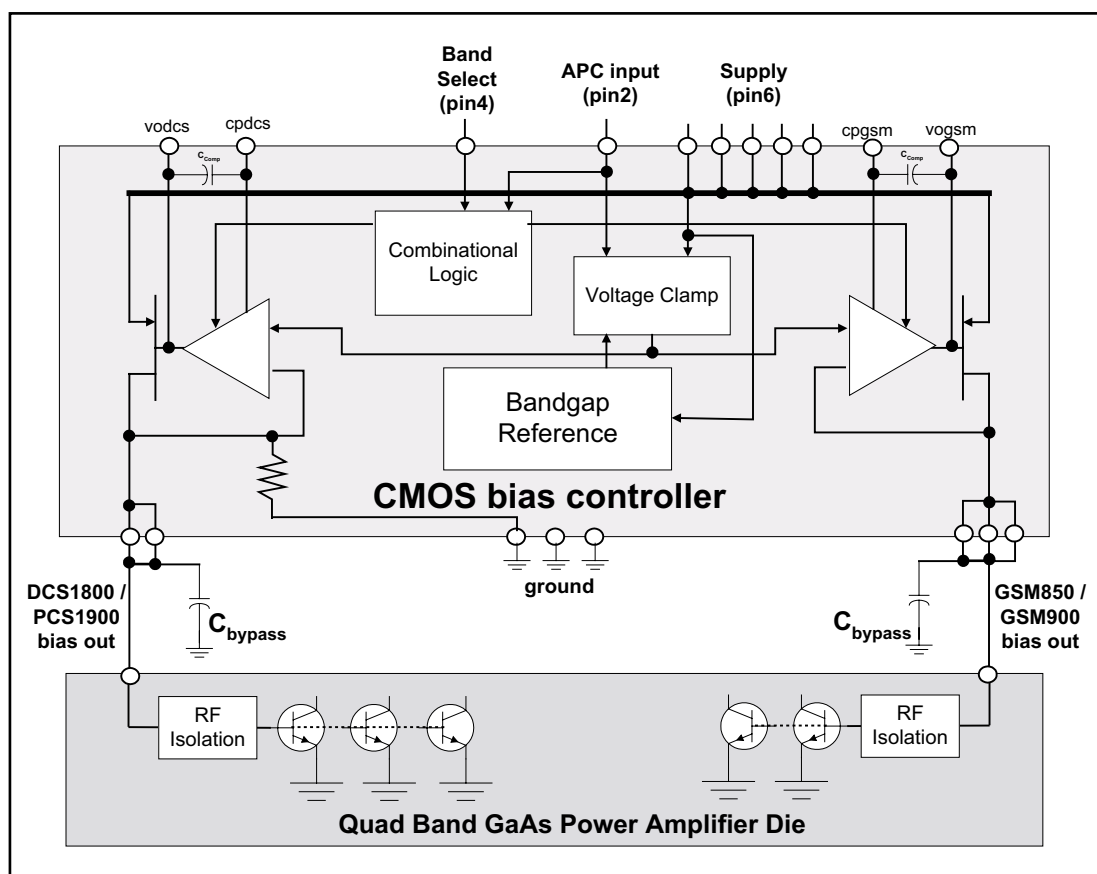 Band
Select
(pin4)
APC input
(pin2)
Supply
(pin6)
vodcs
cpdcs
cpgsm
vogsm
CComp
CComp
Combinational
Logic
Voltage Clamp
Bandgap
Reference
CMOS bias controller
ground
DCS1800 /
PCS1900
bias out
Cbypass
Cbypass
GSM850 /
GSM900
bias out
RF
Isolation
RF
Isolation
Quad Band GaAs Power Amplifier Die